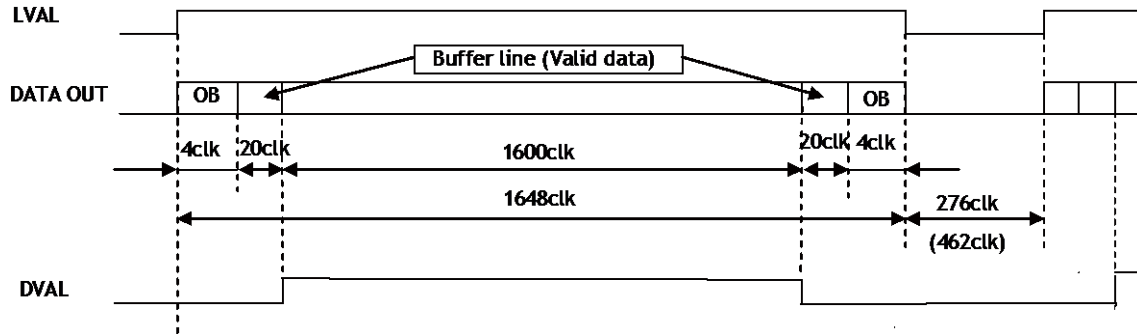 LVAL
Buffer line (Valid data)
DATA OUT
OB
OB
4clk
20clk
1600clk
20clk
4clk
1648clk
276clk
(462clk)
DVAL